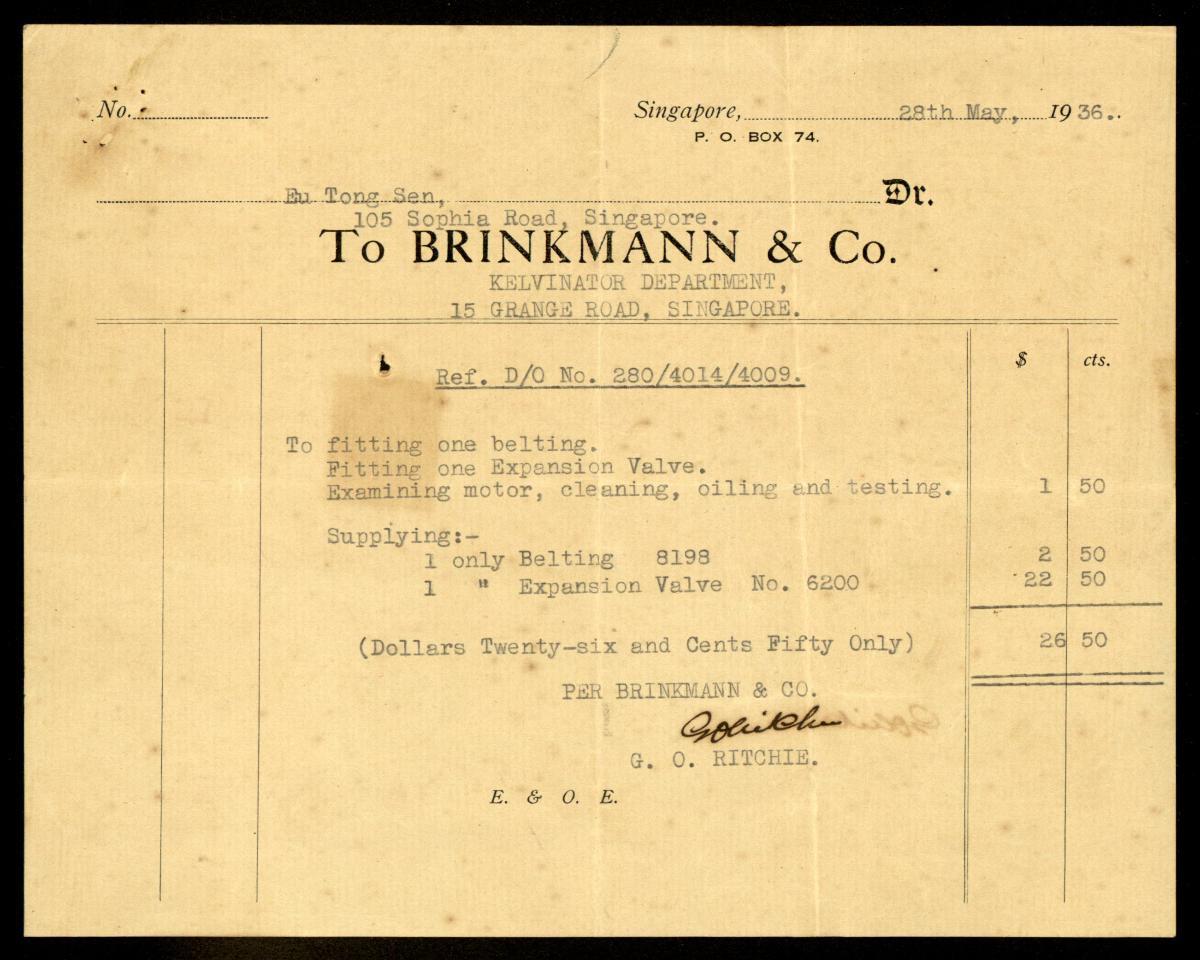 No.
Singapore, 28th May, 1936.
P. O. BOX 74.
Eu Tong Sen, Dr.
105 Sophia Road, Singapore.
To BRINKMANN & Co.
KELVINATOR DEPARTMENT,
15 GRANGE ROAD, SINGAPORE.
$ cts.
Ref. D/O No. 280/4014/4009.
To fitting one belting.
Fitting one Expansion Valve.
Examining motor, cleaning, oiling and testing. 1 50
Supplying:-
1 only Belting 8198 2 50
1 " Expansion Valve No. 6200 22 50
(Dollars Twenty-six and Cents Fifty Only) 26 50
PER BRINKMANN & CO.
G. O. RITCHIE.
E. & O. E.